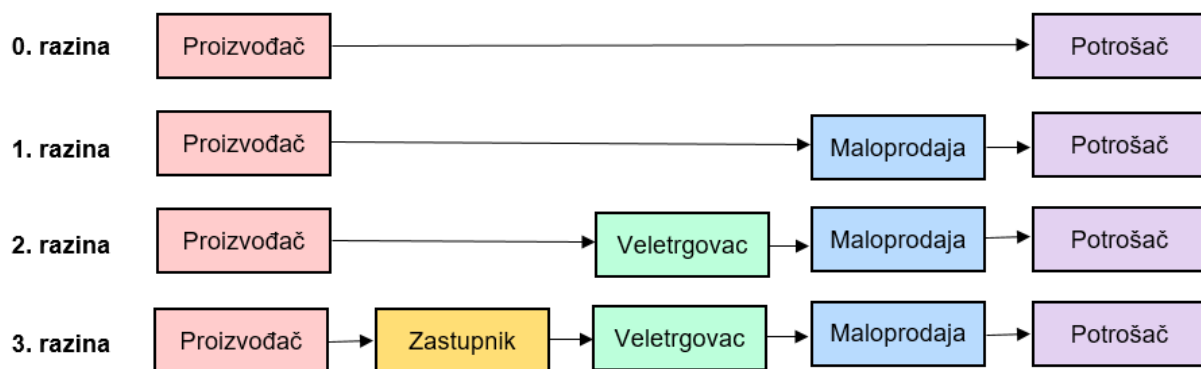 0. razina Proizvođač Potrošač
1. razina Proizvođač Maloprodaja Potrošač
2. razina Proizvođač Veletrgovac Maloprodaja Potrošač
3. razina Proizvođač Zastupnik Veletrgovac Maloprodaja Potrošač